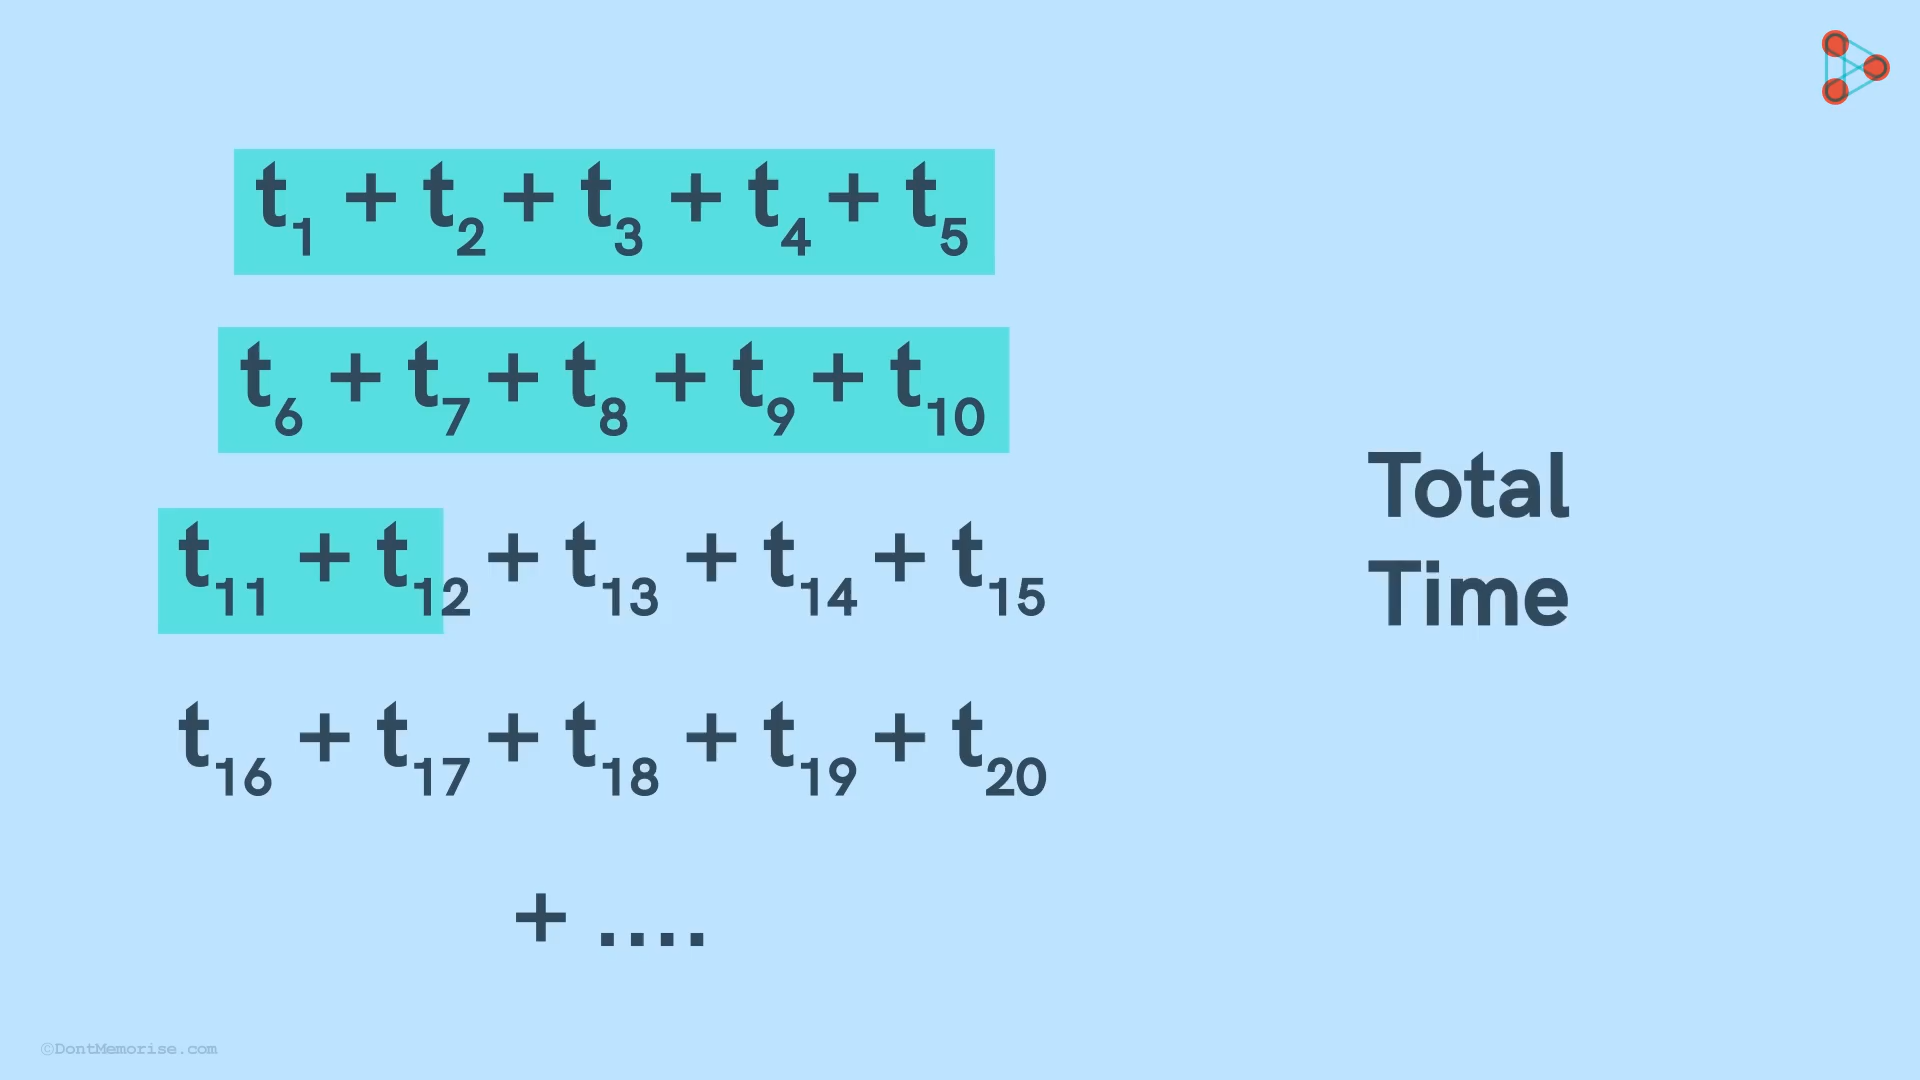 t₁ + t₂ + t₃ + t₄ + t₅
t₆ + t₇ + t₈ + t₉ + t₁₀
t₁₁ + t₁₂ + t₁₃ + t₁₄ + t₁₅
t₁₆ + t₁₇ + t₁₈ + t₁₉ + t₂₀
+ ....
Total
Time
©DontMemorise.com